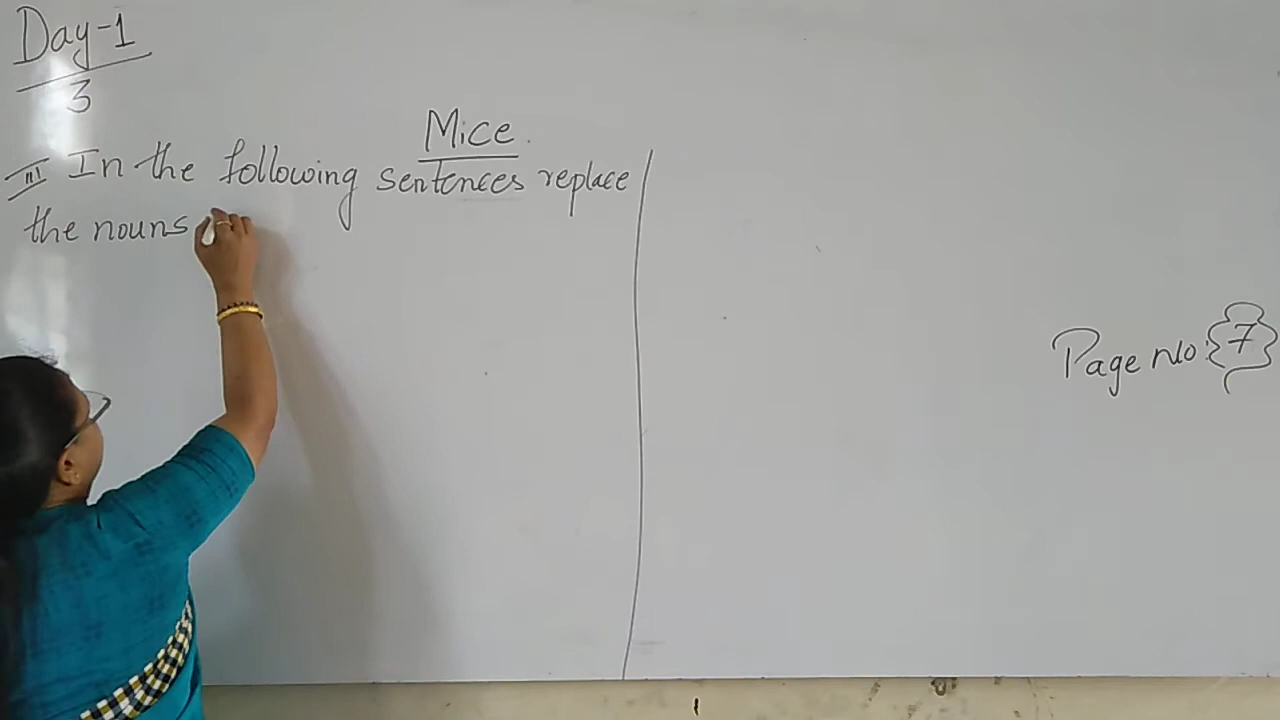 Day-1
3
Mice.
III In the following sentences replace
the nouns
Page no: 7